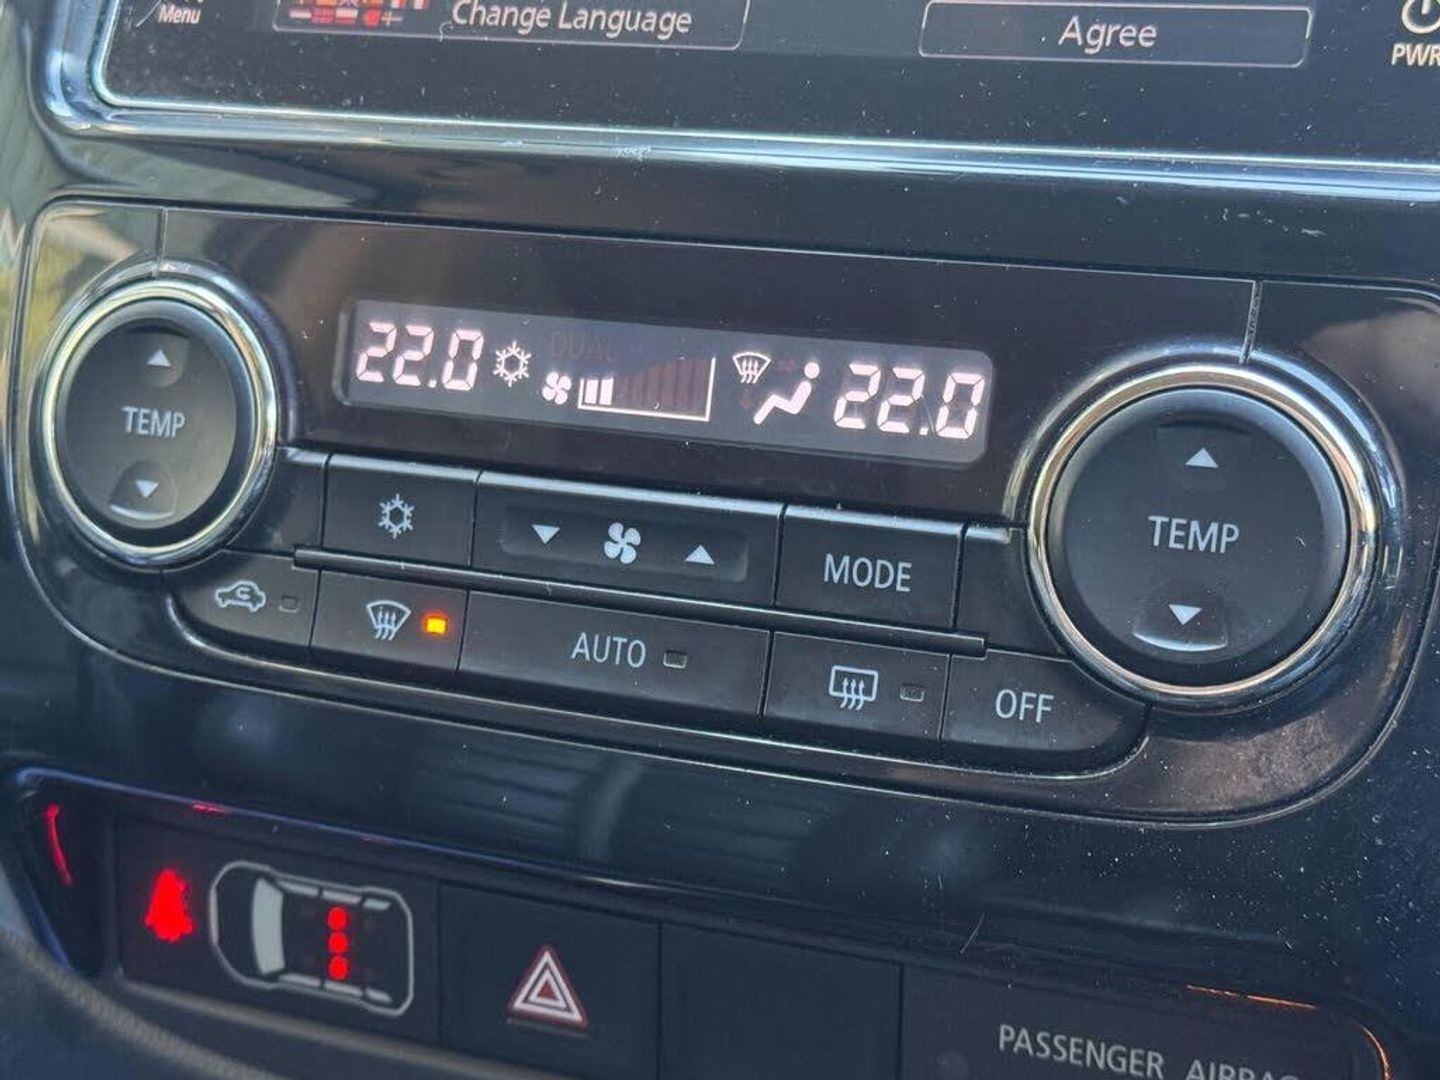 Menu
Change Language
Agree
PWR
22.0
DUAL
22.0
TEMP
TEMP
MODE
AUTO
OFF
PASSENGER AIRBAG